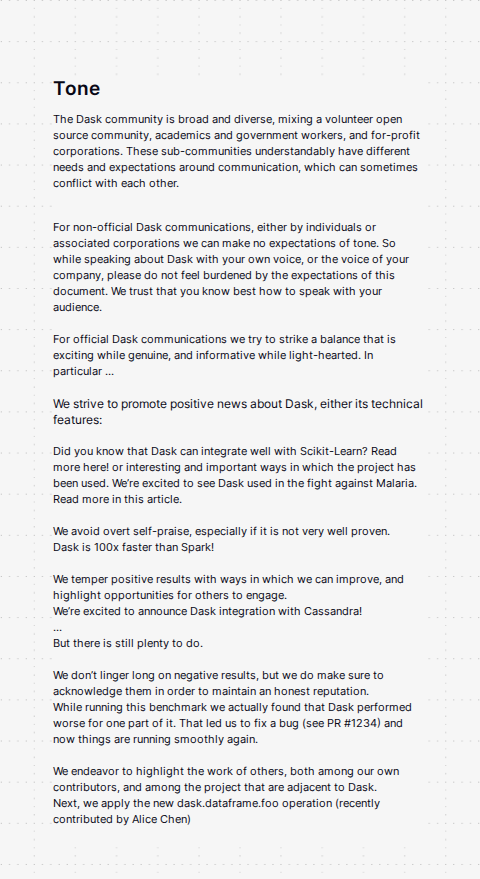 Tone
The Dask community is broad and diverse, mixing a volunteer open
source community, academics and government workers, and for-profit
corporations. These sub-communities understandably have different
needs and expectations around communication, which can sometimes
conflict with each other.
For non-official Dask communications, either by individuals or
associated corporations we can make no expectations of tone. So
while speaking about Dask with your own voice, or the voice of your
company, please do not feel burdened by the expectations of this
document. We trust that you know best how to speak with your
audience.
For official Dask communications we try to strike a balance that is
exciting while genuine, and informative while light-hearted. In
particular ...
We strive to promote positive news about Dask, either its technical
features:
Did you know that Dask can integrate well with Scikit-Learn? Read
more here! or interesting and important ways in which the project has
been used. We’re excited to see Dask used in the fight against Malaria.
Read more in this article.
We avoid overt self-praise, especially if it is not very well proven.
Dask is 100x faster than Spark!
We temper positive results with ways in which we can improve, and
highlight opportunities for others to engage.
We’re excited to announce Dask integration with Cassandra!
...
But there is still plenty to do.
We don’t linger long on negative results, but we do make sure to
acknowledge them in order to maintain an honest reputation.
While running this benchmark we actually found that Dask performed
worse for one part of it. That led us to fix a bug (see PR #1234) and
now things are running smoothly again.
We endeavor to highlight the work of others, both among our own
contributors, and among the project that are adjacent to Dask.
Next, we apply the new dask.dataframe.foo operation (recently
contributed by Alice Chen)